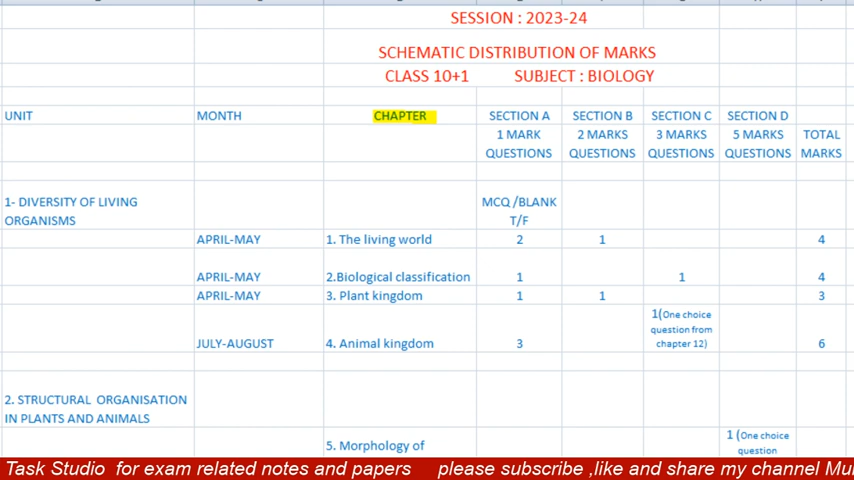 SESSION : 2023-24
SCHEMATIC DISTRIBUTION OF MARKS
CLASS 10+1 SUBJECT : BIOLOGY
UNIT MONTH CHAPTER SECTION A SECTION B SECTION C SECTION D
1 MARK 2 MARKS 3 MARKS 5 MARKS TOTAL
QUESTIONS QUESTIONS QUESTIONS QUESTIONS MARKS
1- DIVERSITY OF LIVING MCQ /BLANK
ORGANISMS T/F
APRIL-MAY 1. The living world 2 1 4
APRIL-MAY 2.Biological classification 1 1 4
APRIL-MAY 3. Plant kingdom 1 1 3
1(One choice
question from
JULY-AUGUST 4. Animal kingdom 3 chapter 12) 6
2. STRUCTURAL ORGANISATION
IN PLANTS AND ANIMALS
1 (One choice
5. Morphology of question
Task Studio for exam related notes and papers please subscribe ,like and share my channel Mu